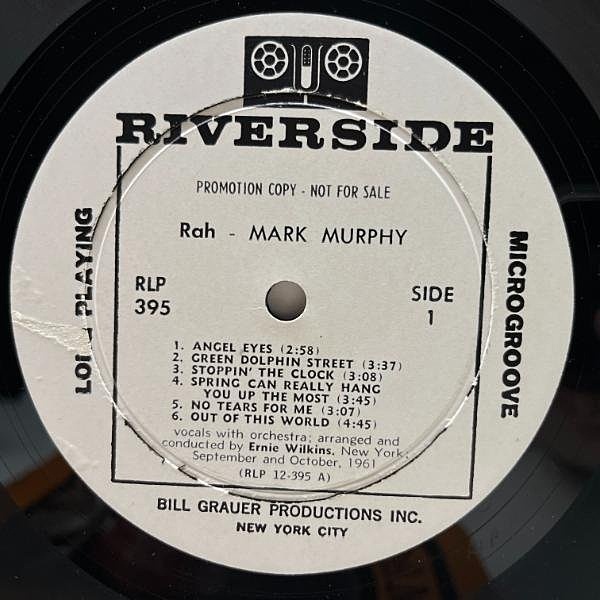 RIVERSIDE
PROMOTION COPY - NOT FOR SALE
Rah - MARK MURPHY
RLP
395
SIDE
1
LONG PLAYING
MICROGROOVE
1. ANGEL EYES (2:58)
2. GREEN DOLPHIN STREET (3:37)
3. STOPPIN' THE CLOCK (3:08)
4. SPRING CAN REALLY HANG
YOU UP THE MOST (3:45)
5. NO TEARS FOR ME (3:07)
6. OUT OF THIS WORLD (4:45)
vocals with orchestra; arranged and
conducted by Ernie Wilkins. New York;
September and October, 1961
(RLP 12-395 A)
BILL GRAUER PRODUCTIONS INC.
NEW YORK CITY